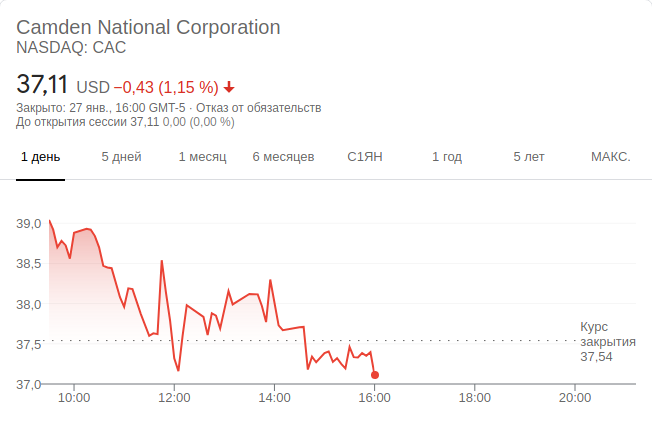 Camden National Corporation
NASDAQ: CAC
37,11 USD −0,43 (1,15 %)
Закрыто: 27 янв., 16:00 GMT-5 · Отказ от обязательств
До открытия сессии 37,11 0,00 (0,00 %)
1 день 5 дней 1 месяц 6 месяцев С1ЯН 1 год 5 лет МАКС.
39,0
38,5
38,0
Курс
закрытия
37,54
37,5
37,0
10:00 12:00 14:00 16:00 18:00 20:00